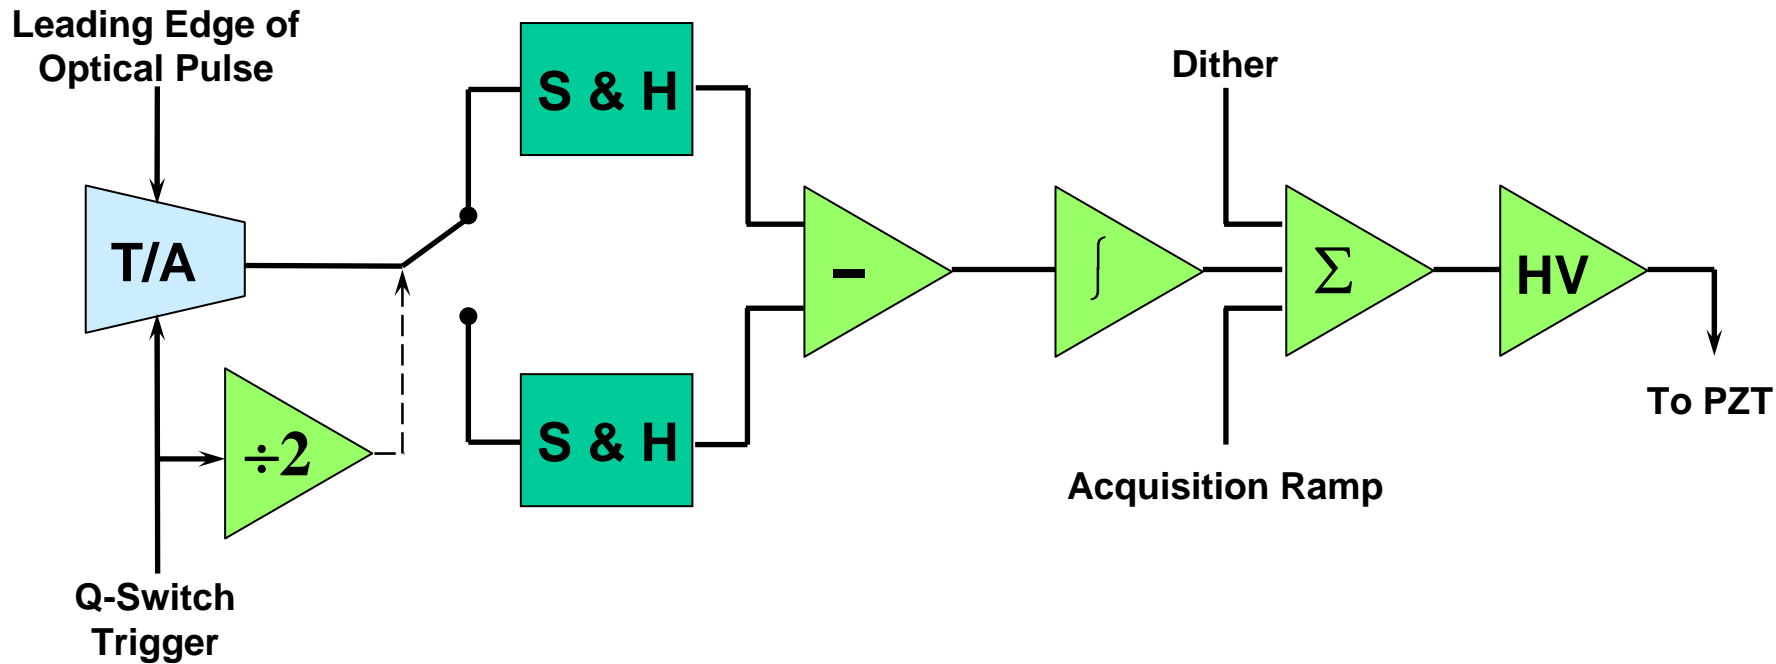 Leading Edge of
Optical Pulse
S & H
Dither
T/A
–
∫
Σ
HV
To PZT
÷2
S & H
Acquisition Ramp
Q-Switch
Trigger